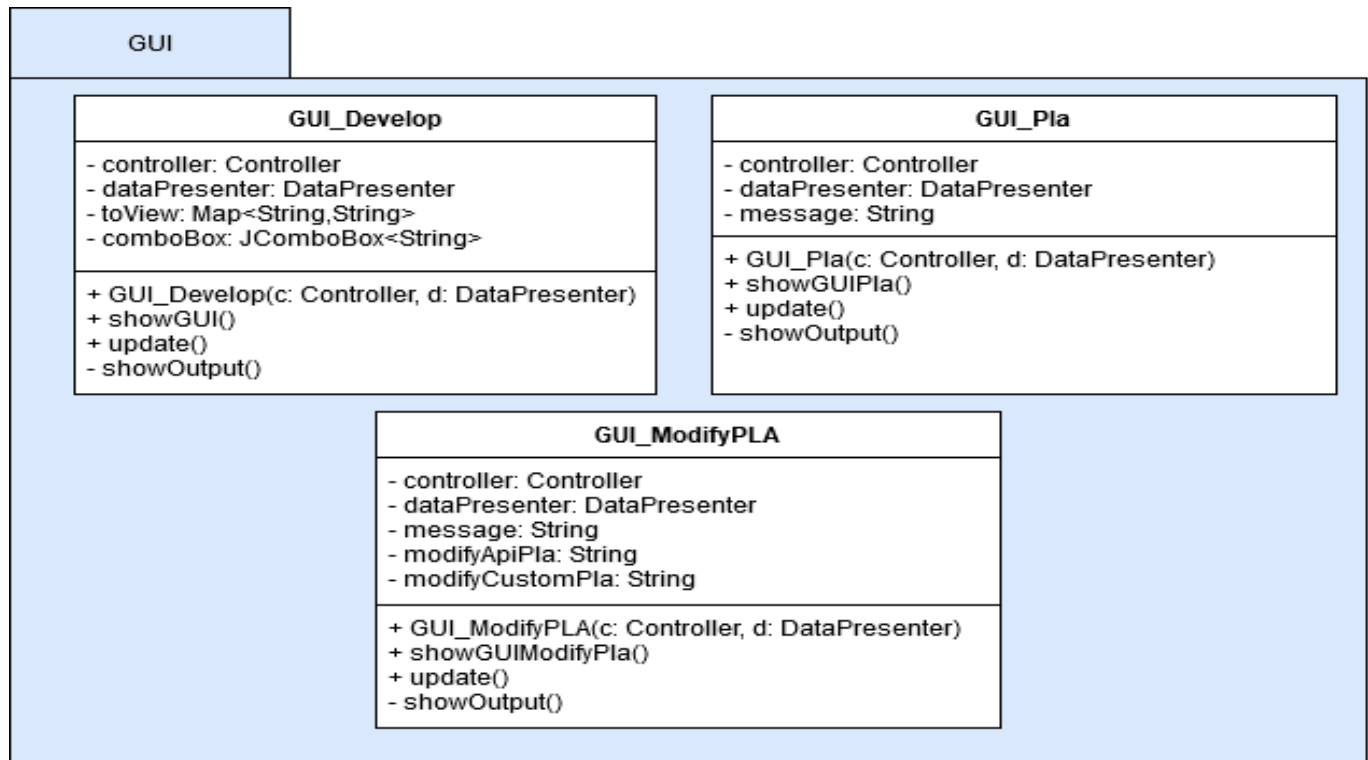 GUI
GUI_Develop
- controller: Controller
- dataPresenter: DataPresenter
- toView: Map<String,String>
- comboBox: JComboBox<String>
+ GUI_Develop(c: Controller, d: DataPresenter)
+ showGUI()
+ update()
- showOutput()
GUI_Pla
- controller: Controller
- dataPresenter: DataPresenter
- message: String
+ GUI_Pla(c: Controller, d: DataPresenter)
+ showGUIPla()
+ update()
- showOutput()
GUI_ModifyPLA
- controller: Controller
- dataPresenter: DataPresenter
- message: String
- modifyApiPla: String
- modifyCustomPla: String
+ GUI_ModifyPLA(c: Controller, d: DataPresenter)
+ showGUIModifyPla()
+ update()
- showOutput()